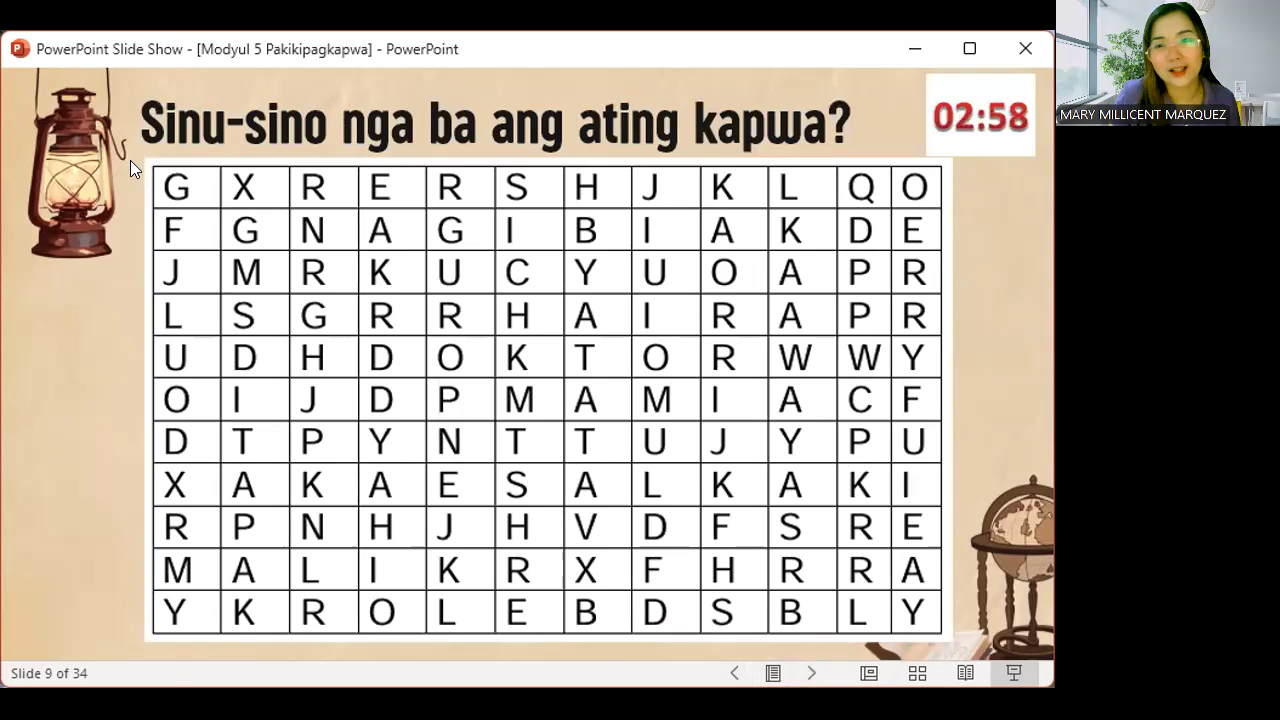 PowerPoint Slide Show - [Modyul 5 Pakikipagkapwa] - PowerPoint
MARY MILLICENT MARQUEZ
Sinu-sino nga ba ang ating kapwa?
02:58
G X R E R S H J K L Q O
F G N A G I B I A K D E
J M R K U C Y U O A P R
L S G R R H A I R A P R
U D H D O K T O R W W Y
O I J D P M A M I A C F
D T P Y N T T U J Y P U
X A K A E S A L K A K I
R P N H J H V D F S R E
M A L I K R X F H R R A
Y K R O L E B D S B L Y
Slide 9 of 34